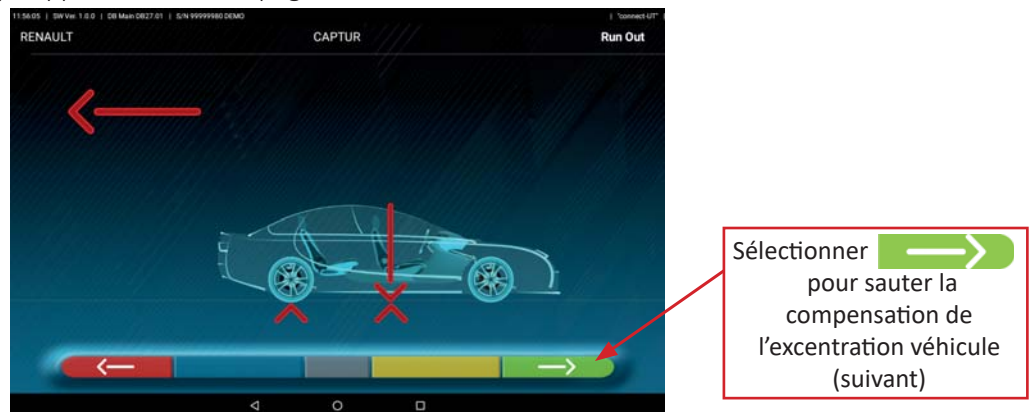 11:56:05 | SW Ver. 1.0.0 | DB Main DB27.01 | S/N 99999980 DEMO | "connect-UT" |
RENAULT CAPTUR Run Out
Sélectionner
pour sauter la
compensation de
l'excentration véhicule
(suivant)